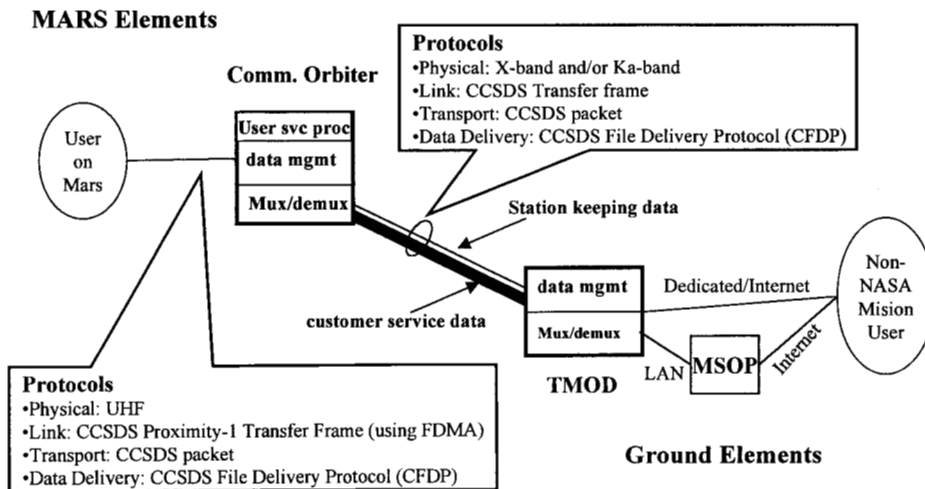 MARS Elements
Protocols
•Physical: X-band and/or Ka-band
•Link: CCSDS Transfer frame
•Transport: CCSDS packet
•Data Delivery: CCSDS File Delivery Protocol (CFDP)
Comm. Orbiter
User svc proc
data mgmt
Mux/demux
User
on
Mars
Station keeping data
customer service data
data mgmt
Mux/demux
TMOD
Dedicated/Internet
LAN
MSOP
Internet
Non-
NASA
Mision
User
Protocols
•Physical: UHF
•Link: CCSDS Proximity-1 Transfer Frame (using FDMA)
•Transport: CCSDS packet
•Data Delivery: CCSDS File Delivery Protocol (CFDP)
Ground Elements